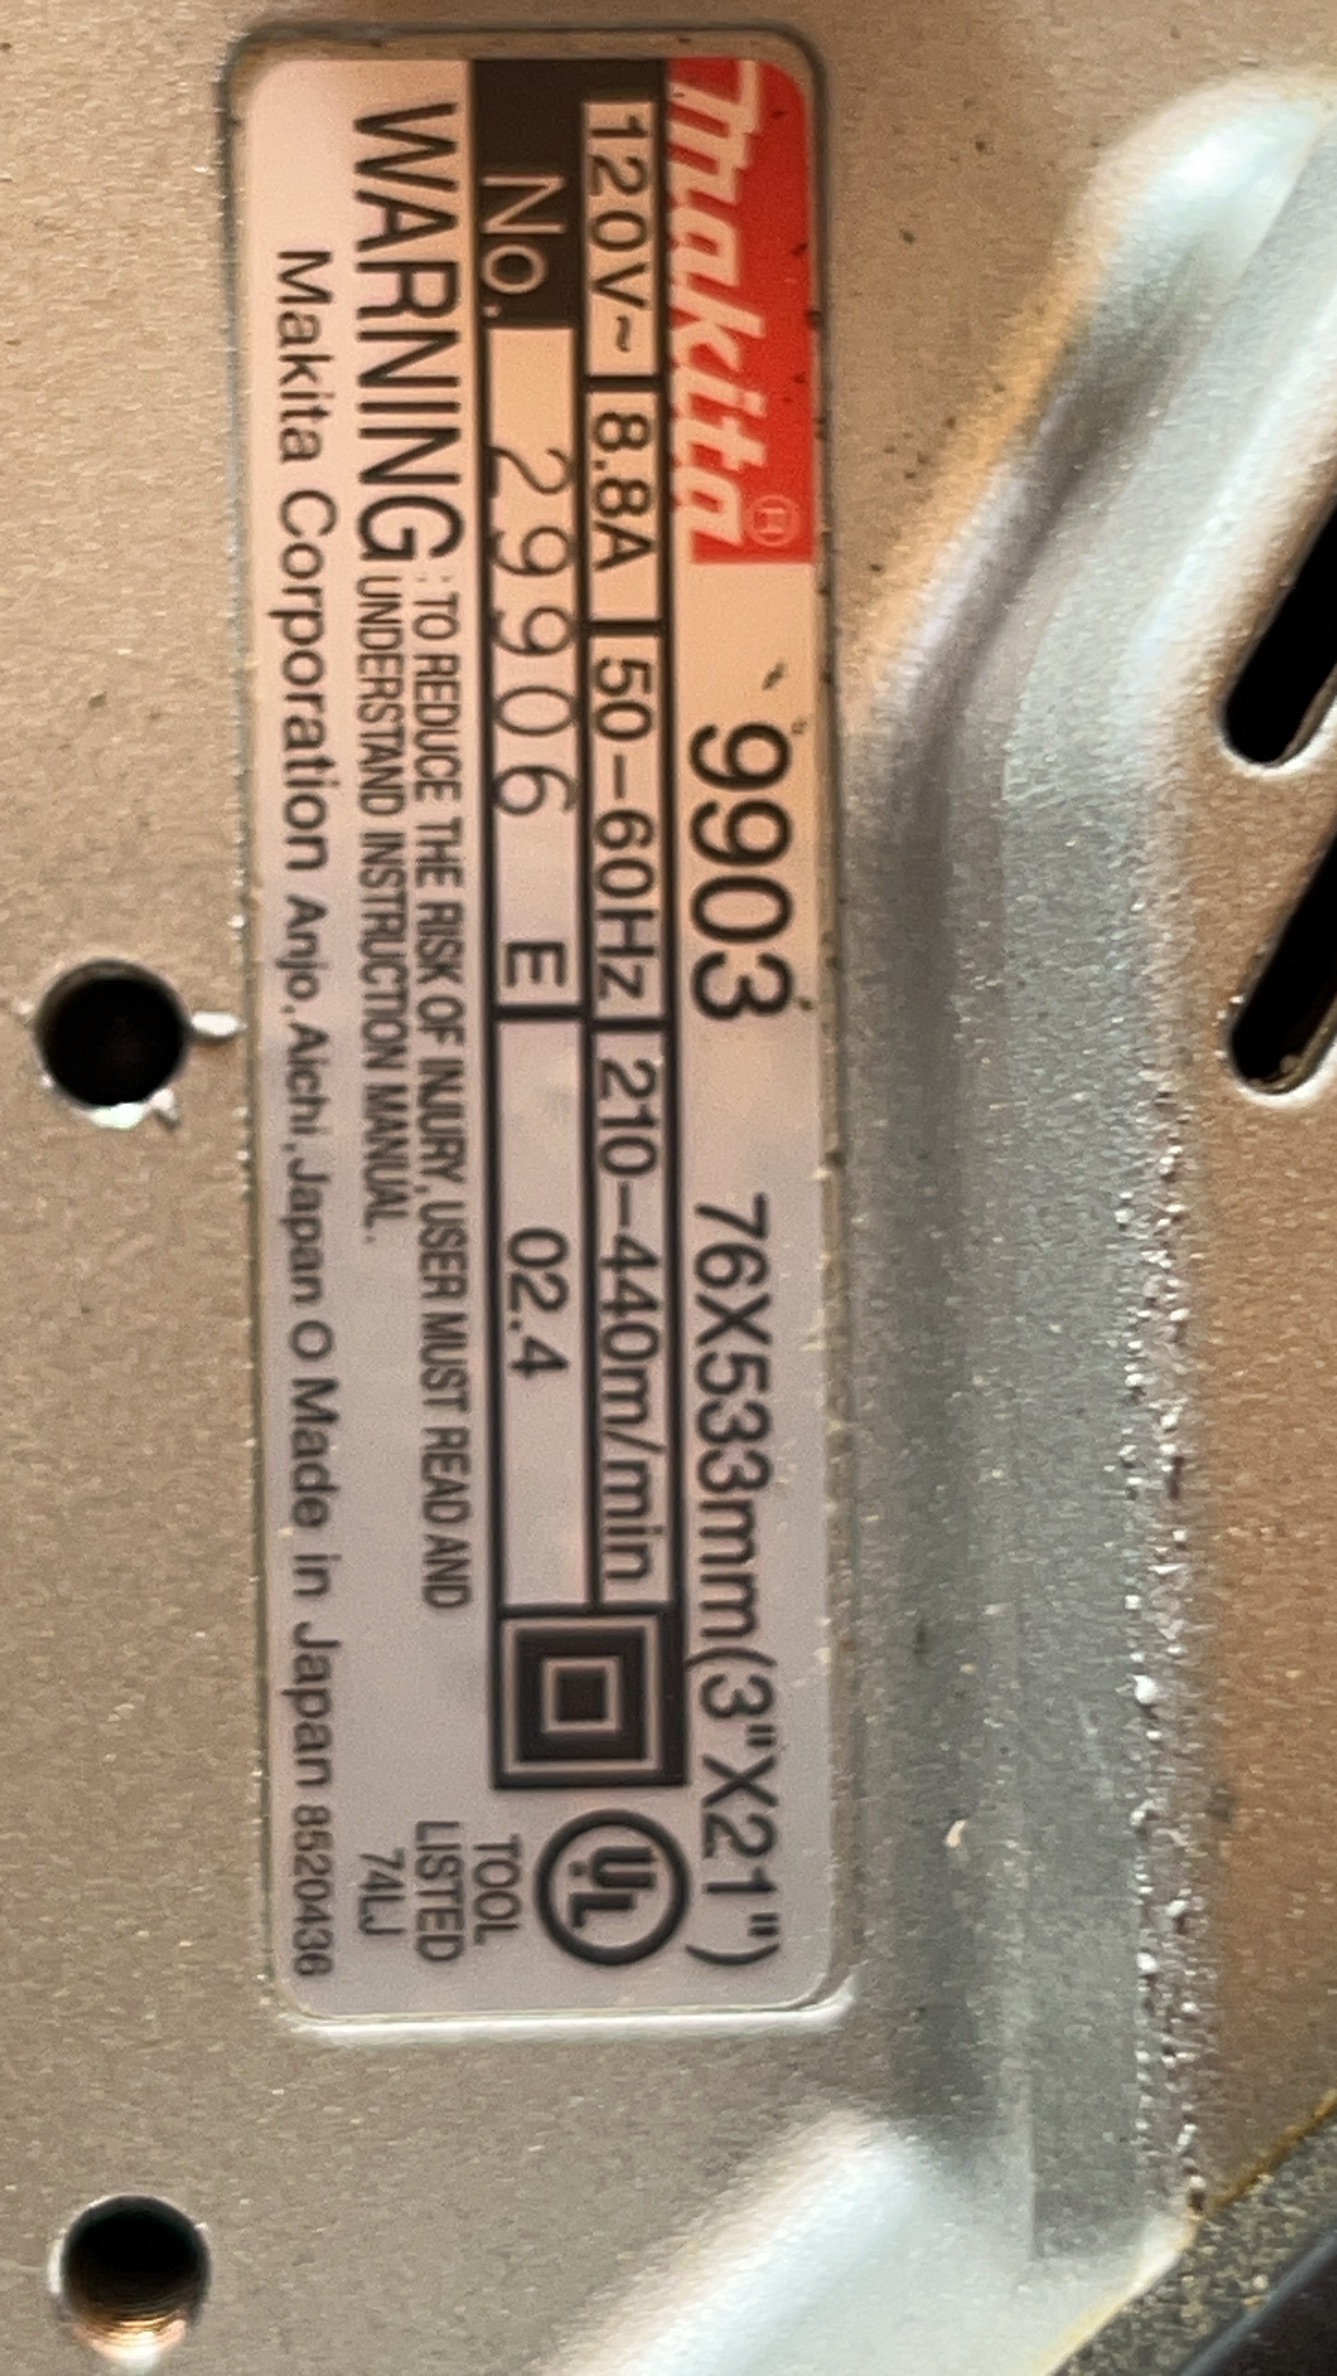 makita® 9903 76X533mm(3"X21")
120V~ 8.8A 50-60Hz 210-440m/min
No. 29906 E 02.4
WARNING: TO REDUCE THE RISK OF INJURY, USER MUST READ AND
UNDERSTAND INSTRUCTION MANUAL.
Makita Corporation Anjo, Aichi, Japan O Made in Japan 8520436
UL
TOOL
LISTED
74LJ